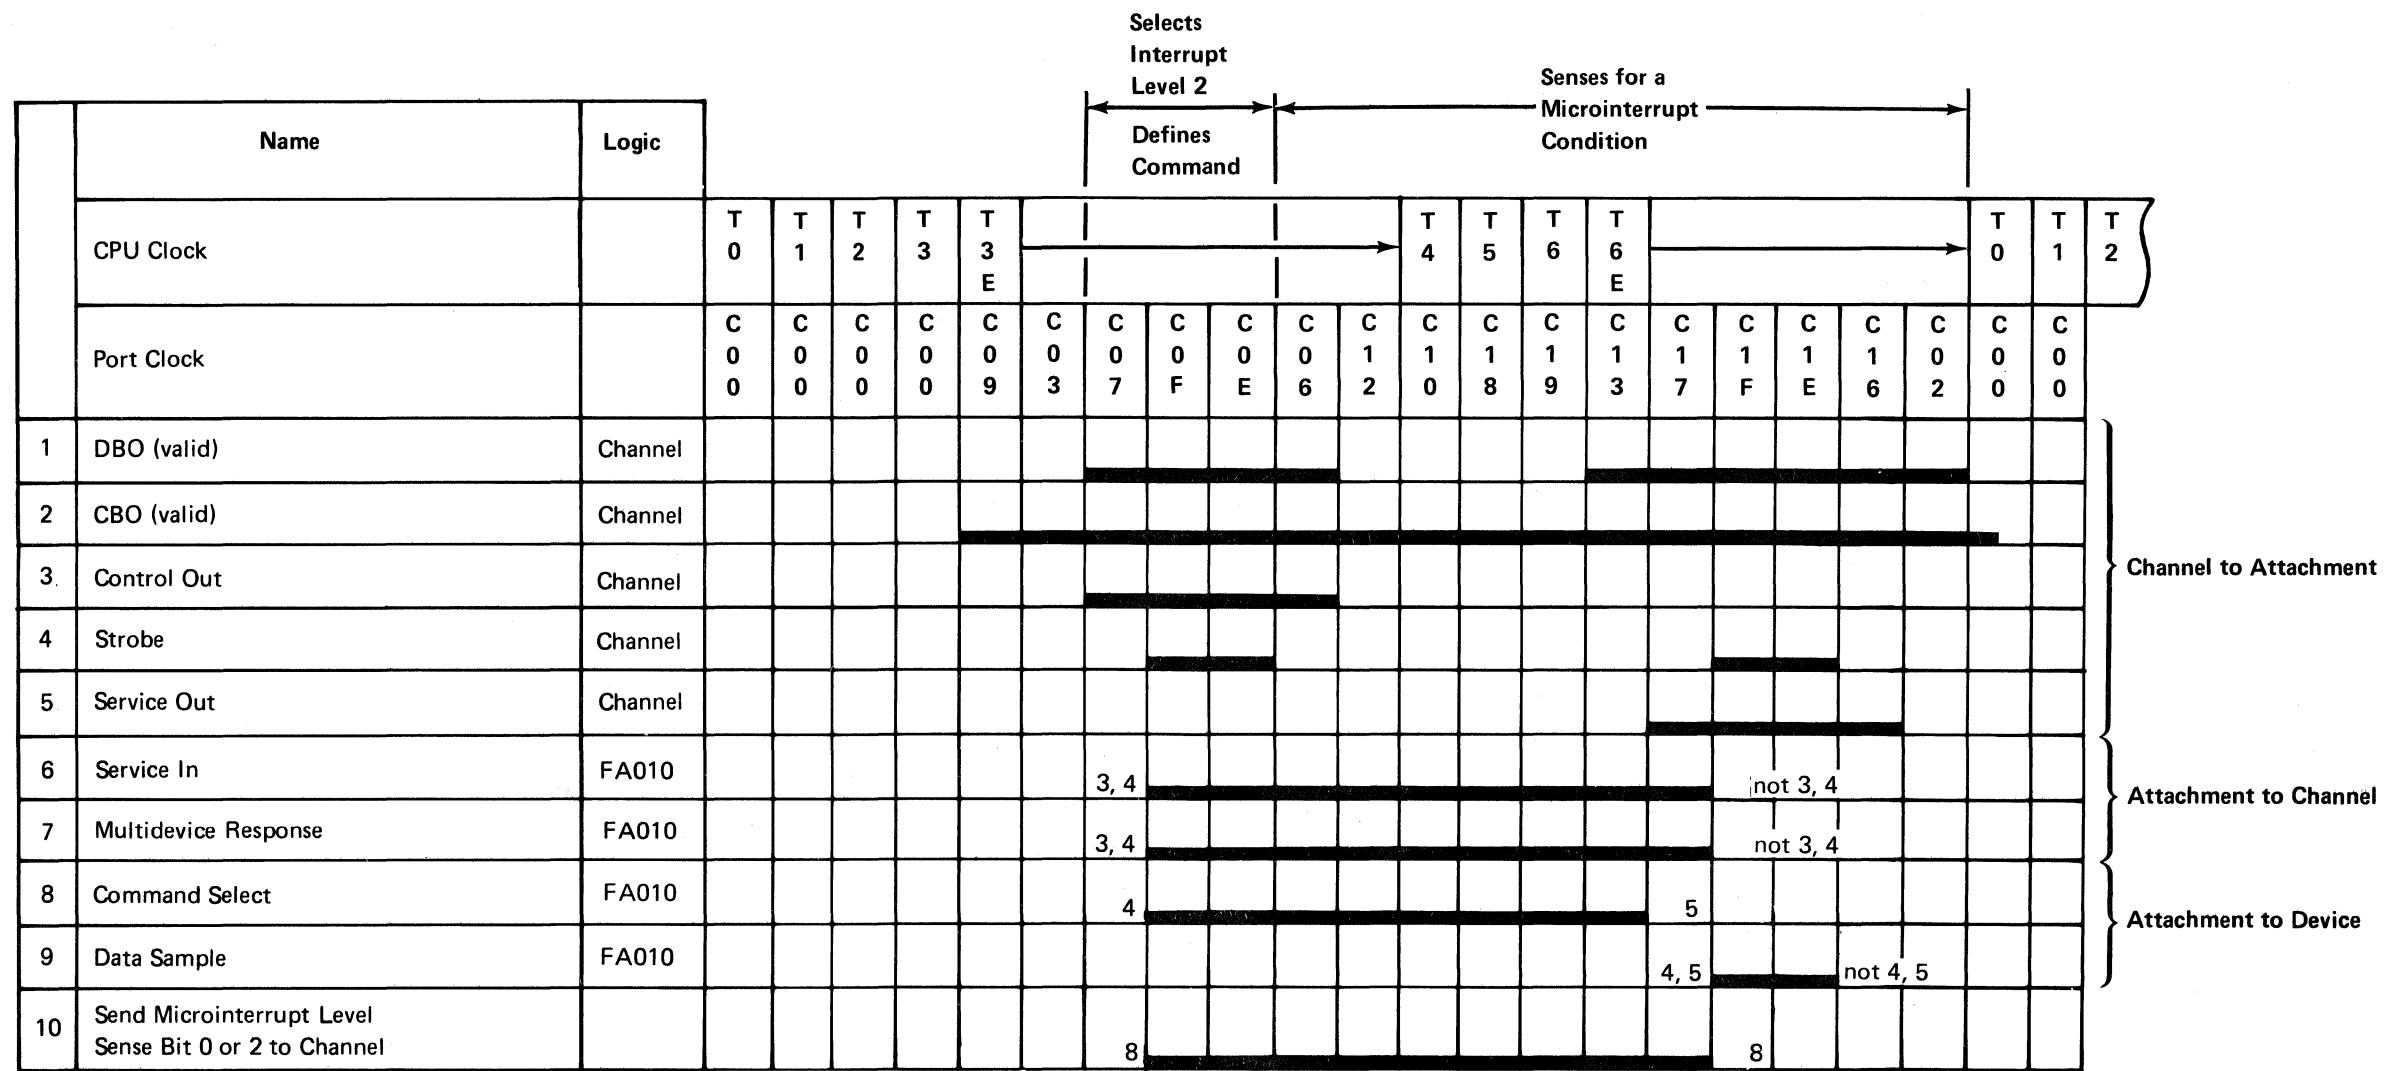 Selects
Interrupt
Level 2
Defines
Command
Senses for a
Microinterrupt
Condition
Name Logic
CPU Clock T0 T1 T2 T3 T3E T4 T5 T6 T6E T0 T1 T2
Port Clock C00 C00 C00 C00 C09 C03 C07 C0F C0E C06 C12 C10 C18 C19 C13 C17 C1F C1E C16 C02 C00 C00
1 DBO (valid) Channel
2 CBO (valid) Channel
3 Control Out Channel
4 Strobe Channel
5 Service Out Channel
Channel to Attachment
6 Service In FA010 3, 4 not 3, 4
7 Multidevice Response FA010 3, 4 not 3, 4
Attachment to Channel
8 Command Select FA010 4 5
9 Data Sample FA010 4, 5 not 4, 5
Attachment to Device
10 Send Microinterrupt Level
Sense Bit 0 or 2 to Channel 8 8